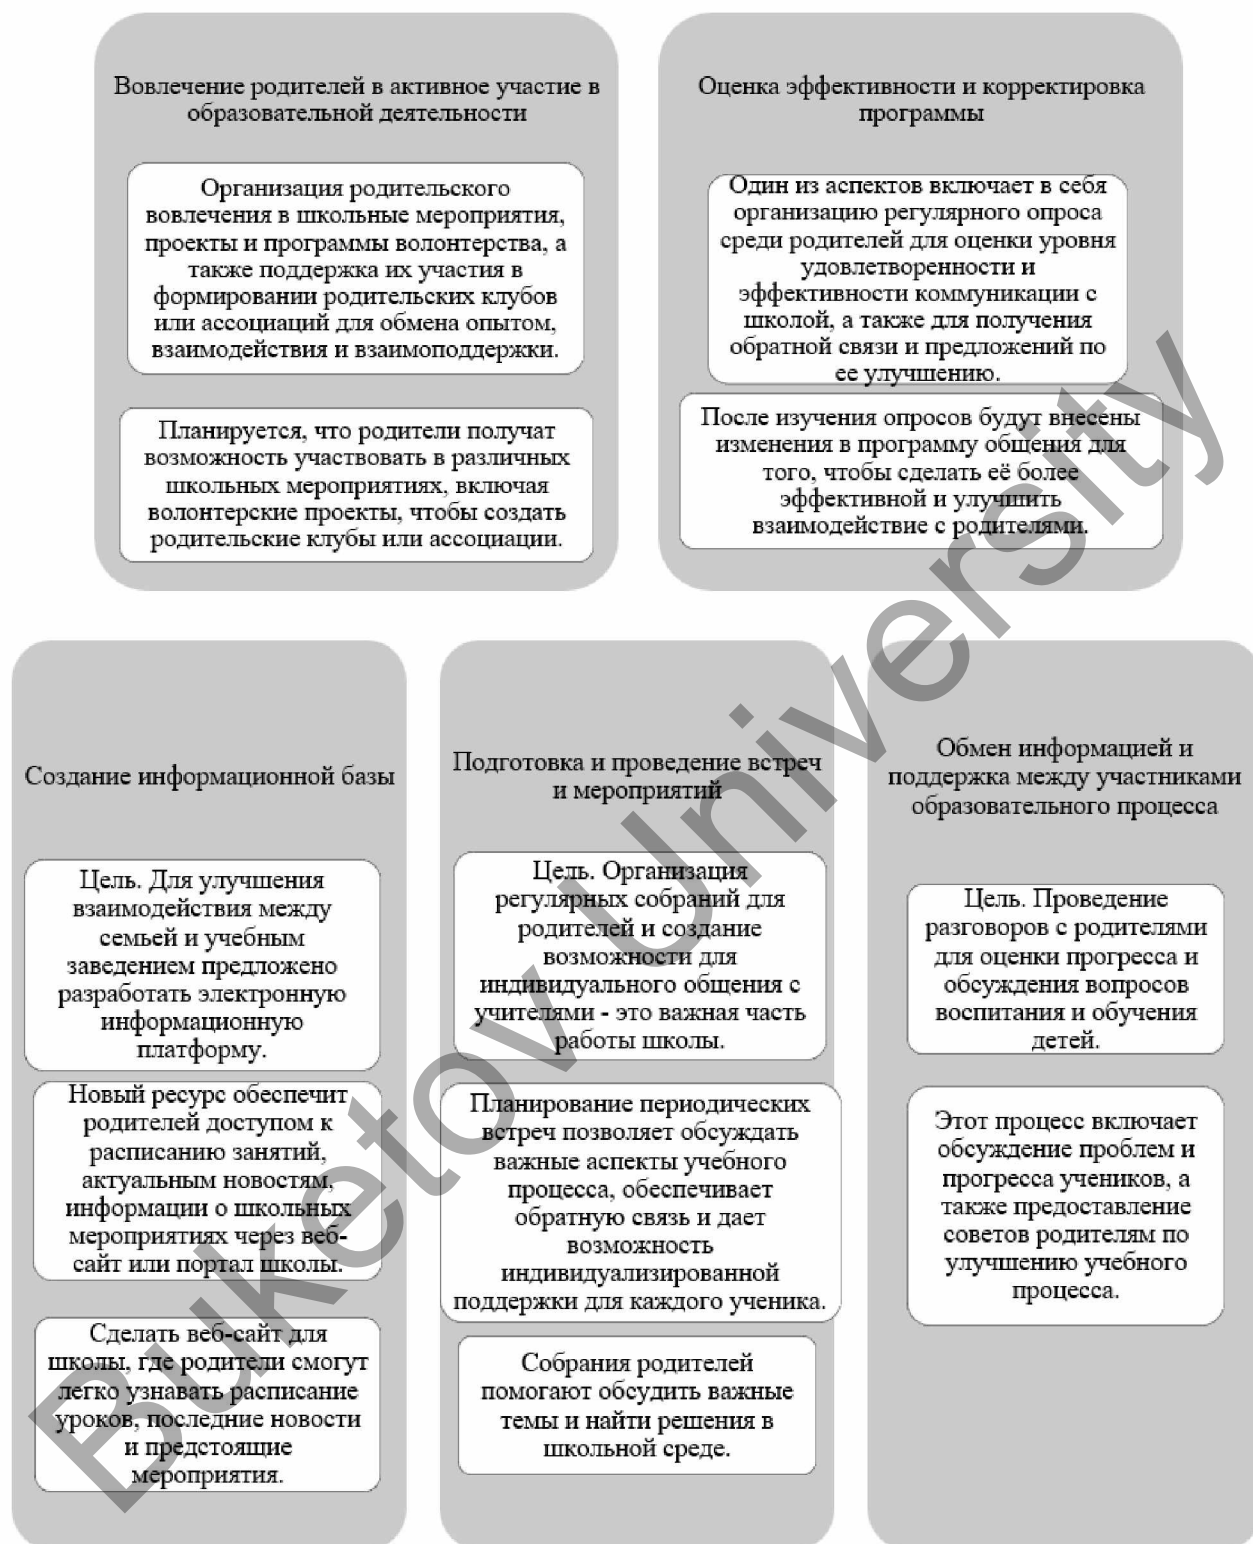 Вовлечение родителей в активное участие в
образовательной деятельности
Организация родительского
вовлечения в школьные мероприятия,
проекты и программы волонтерства, а
также поддержка их участия в
формировании родительских клубов
или ассоциаций для обмена опытом,
взаимодействия и взаимоподдержки.
Планируется, что родители получат
возможность участвовать в различных
школьных мероприятиях, включая
волонтерские проекты, чтобы создать
родительские клубы или ассоциации.
Оценка эффективности и корректировка
программы
Один из аспектов включает в себя
организацию регулярного опроса
среди родителей для оценки уровня
удовлетворенности и
эффективности коммуникации с
школой, а также для получения
обратной связи и предложений по
ее улучшению.
После изучения опросов будут внесены
изменения в программу общения для
того, чтобы сделать её более
эффективной и улучшить
взаимодействие с родителями.
Создание информационной базы
Цель. Для улучшения
взаимодействия между
семьей и учебным
заведением предложено
разработать электронную
информационную
платформу.
Новый ресурс обеспечит
родителей доступом к
расписанию занятий,
актуальным новостям,
информации о школьных
мероприятиях через веб-
сайт или портал школы.
Сделать веб-сайт для
школы, где родители смогут
легко узнавать расписание
уроков, последние новости
и предстоящие
мероприятия.
Подготовка и проведение встреч
и мероприятий
Цель. Организация
регулярных собраний для
родителей и создание
возможности для
индивидуального общения с
учителями - это важная часть
работы школы.
Планирование периодических
встреч позволяет обсуждать
важные аспекты учебного
процесса, обеспечивает
обратную связь и дает
возможность
индивидуализированной
поддержки для каждого ученика.
Собрания родителей
помогают обсудить важные
темы и найти решения в
школьной среде.
Обмен информацией и
поддержка между участниками
образовательного процесса
Цель. Проведение
разговоров с родителями
для оценки прогресса и
обсуждения вопросов
воспитания и обучения
детей.
Этот процесс включает
обсуждение проблем и
прогресса учеников, а
также предоставление
советов родителям по
улучшению учебного
процесса.
Buketov University